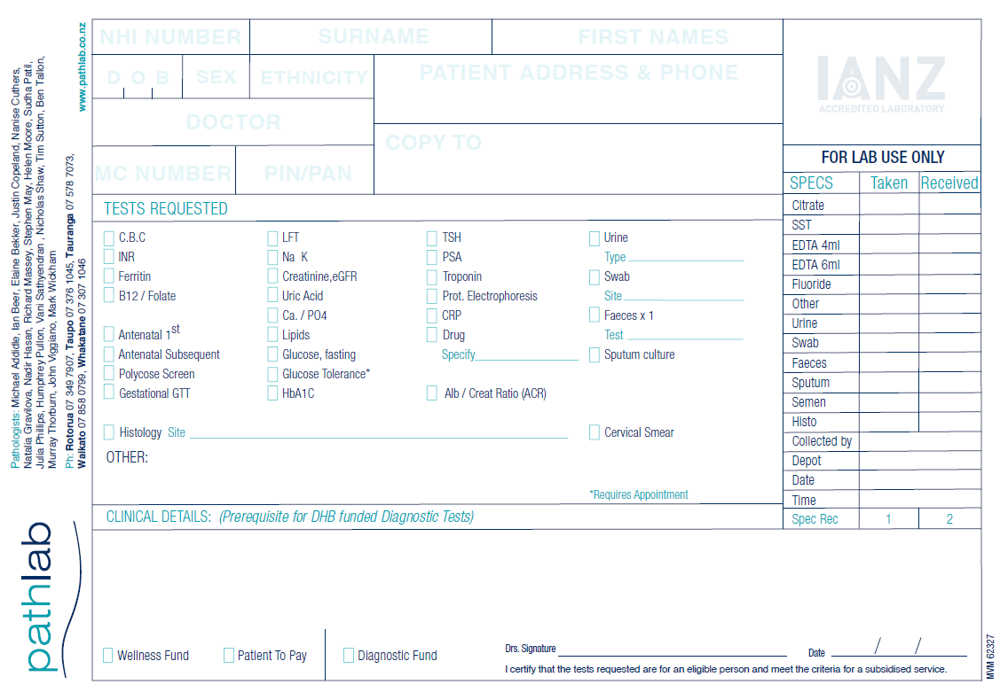 NHI NUMBER
SURNAME
FIRST NAMES
D O B
SEX
ETHNICITY
PATIENT ADDRESS & PHONE
DOCTOR
COPY TO
MC NUMBER
PIN/PAN
IANZ
ACCREDITED LABORATORY
TESTS REQUESTED
C.B.C
INR
Ferritin
B12 / Folate
Antenatal 1st
Antenatal Subsequent
Polycose Screen
Gestational GTT
LFT
Na K
Creatinine,eGFR
Uric Acid
Ca. / PO4
Lipids
Glucose, fasting
Glucose Tolerance*
HbA1C
TSH
PSA
Troponin
Prot. Electrophoresis
CRP
Drug
Specify
Alb / Creat Ratio (ACR)
Urine
Type
Swab
Site
Faeces x 1
Test
Sputum culture
Histology Site
Cervical Smear
OTHER:
*Requires Appointment
CLINICAL DETAILS: (Prerequisite for DHB funded Diagnostic Tests)
Wellness Fund
Patient To Pay
Diagnostic Fund
Drs. Signature
Date / /
I certify that the tests requested are for an eligible person and meet the criteria for a subsidised service.
FOR LAB USE ONLY
SPECS Taken Received
Citrate
SST
EDTA 4ml
EDTA 6ml
Fluoride
Other
Urine
Swab
Faeces
Sputum
Semen
Histo
Collected by
Depot
Date
Time
Spec Rec 1 2
Pathologists: Michael Addidle, Ian Beer, Elaine Bekker, Justin Copeland, Nanise Cuthers,
Natalia Gravilova, Nadir Hasan, Richard Massey, Stephen May, Helen Moore, Sudha Patil,
Julia Phillips, Humphrey Pullon, Vani Sathyendran , Nicholas Shaw, Tim Sutton, Ben Tallon,
Murray Thorburn, John Viggiano, Mark Wickham
Ph: Rotorua 07 349 7907, Taupo 07 376 1045, Tauranga 07 578 7073,
Waikato 07 858 0799, Whakatane 07 307 1046
www.pathlab.co.nz
pathlab
MVM 62327